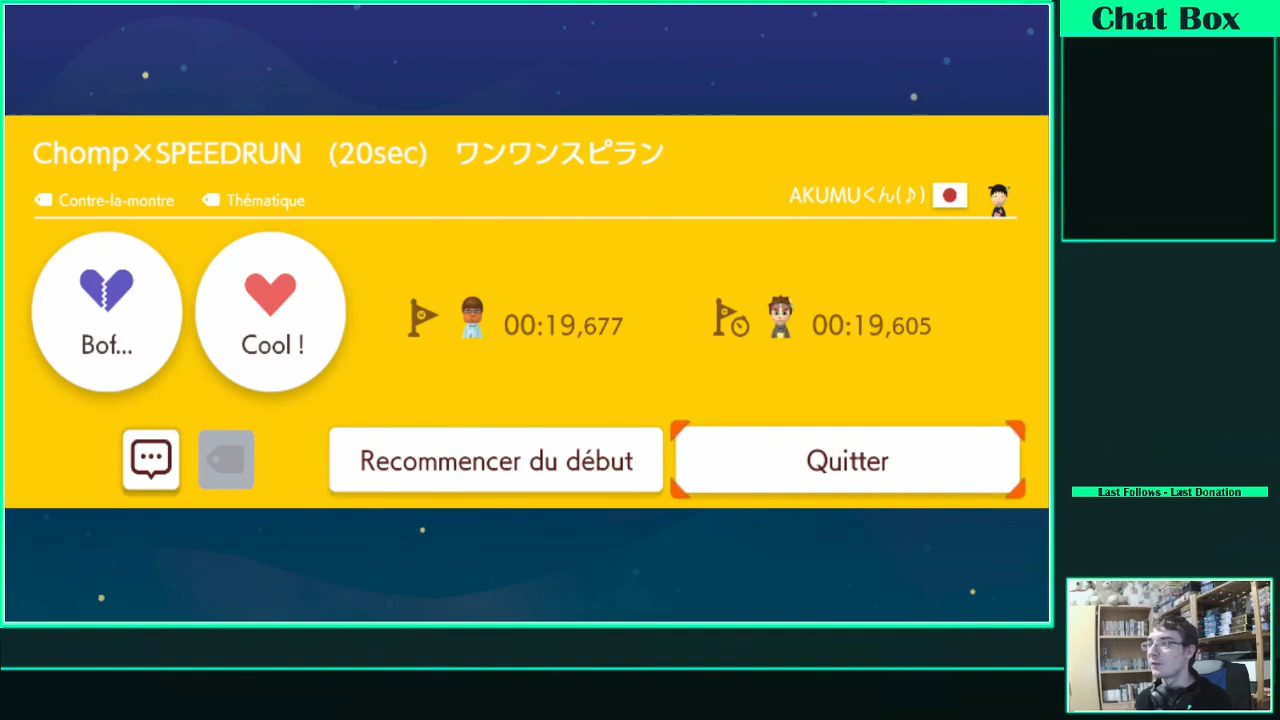 Chat Box
Chomp×SPEEDRUN (20sec) ワンワンスピラン
Contre-la-montre Thématique
AKUMUくん(♪)
Bof...
Cool !
00:19,677
00:19,605
Recommencer du début
Quitter
Last Follows - Last Donation